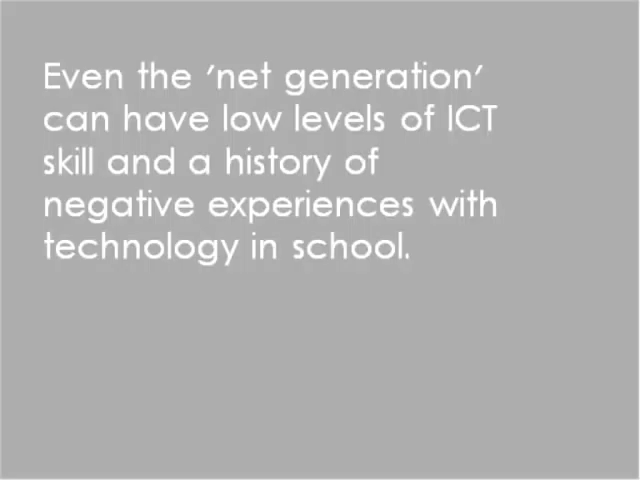 Even the 'net generation'
can have low levels of ICT
skill and a history of
negative experiences with
technology in school.